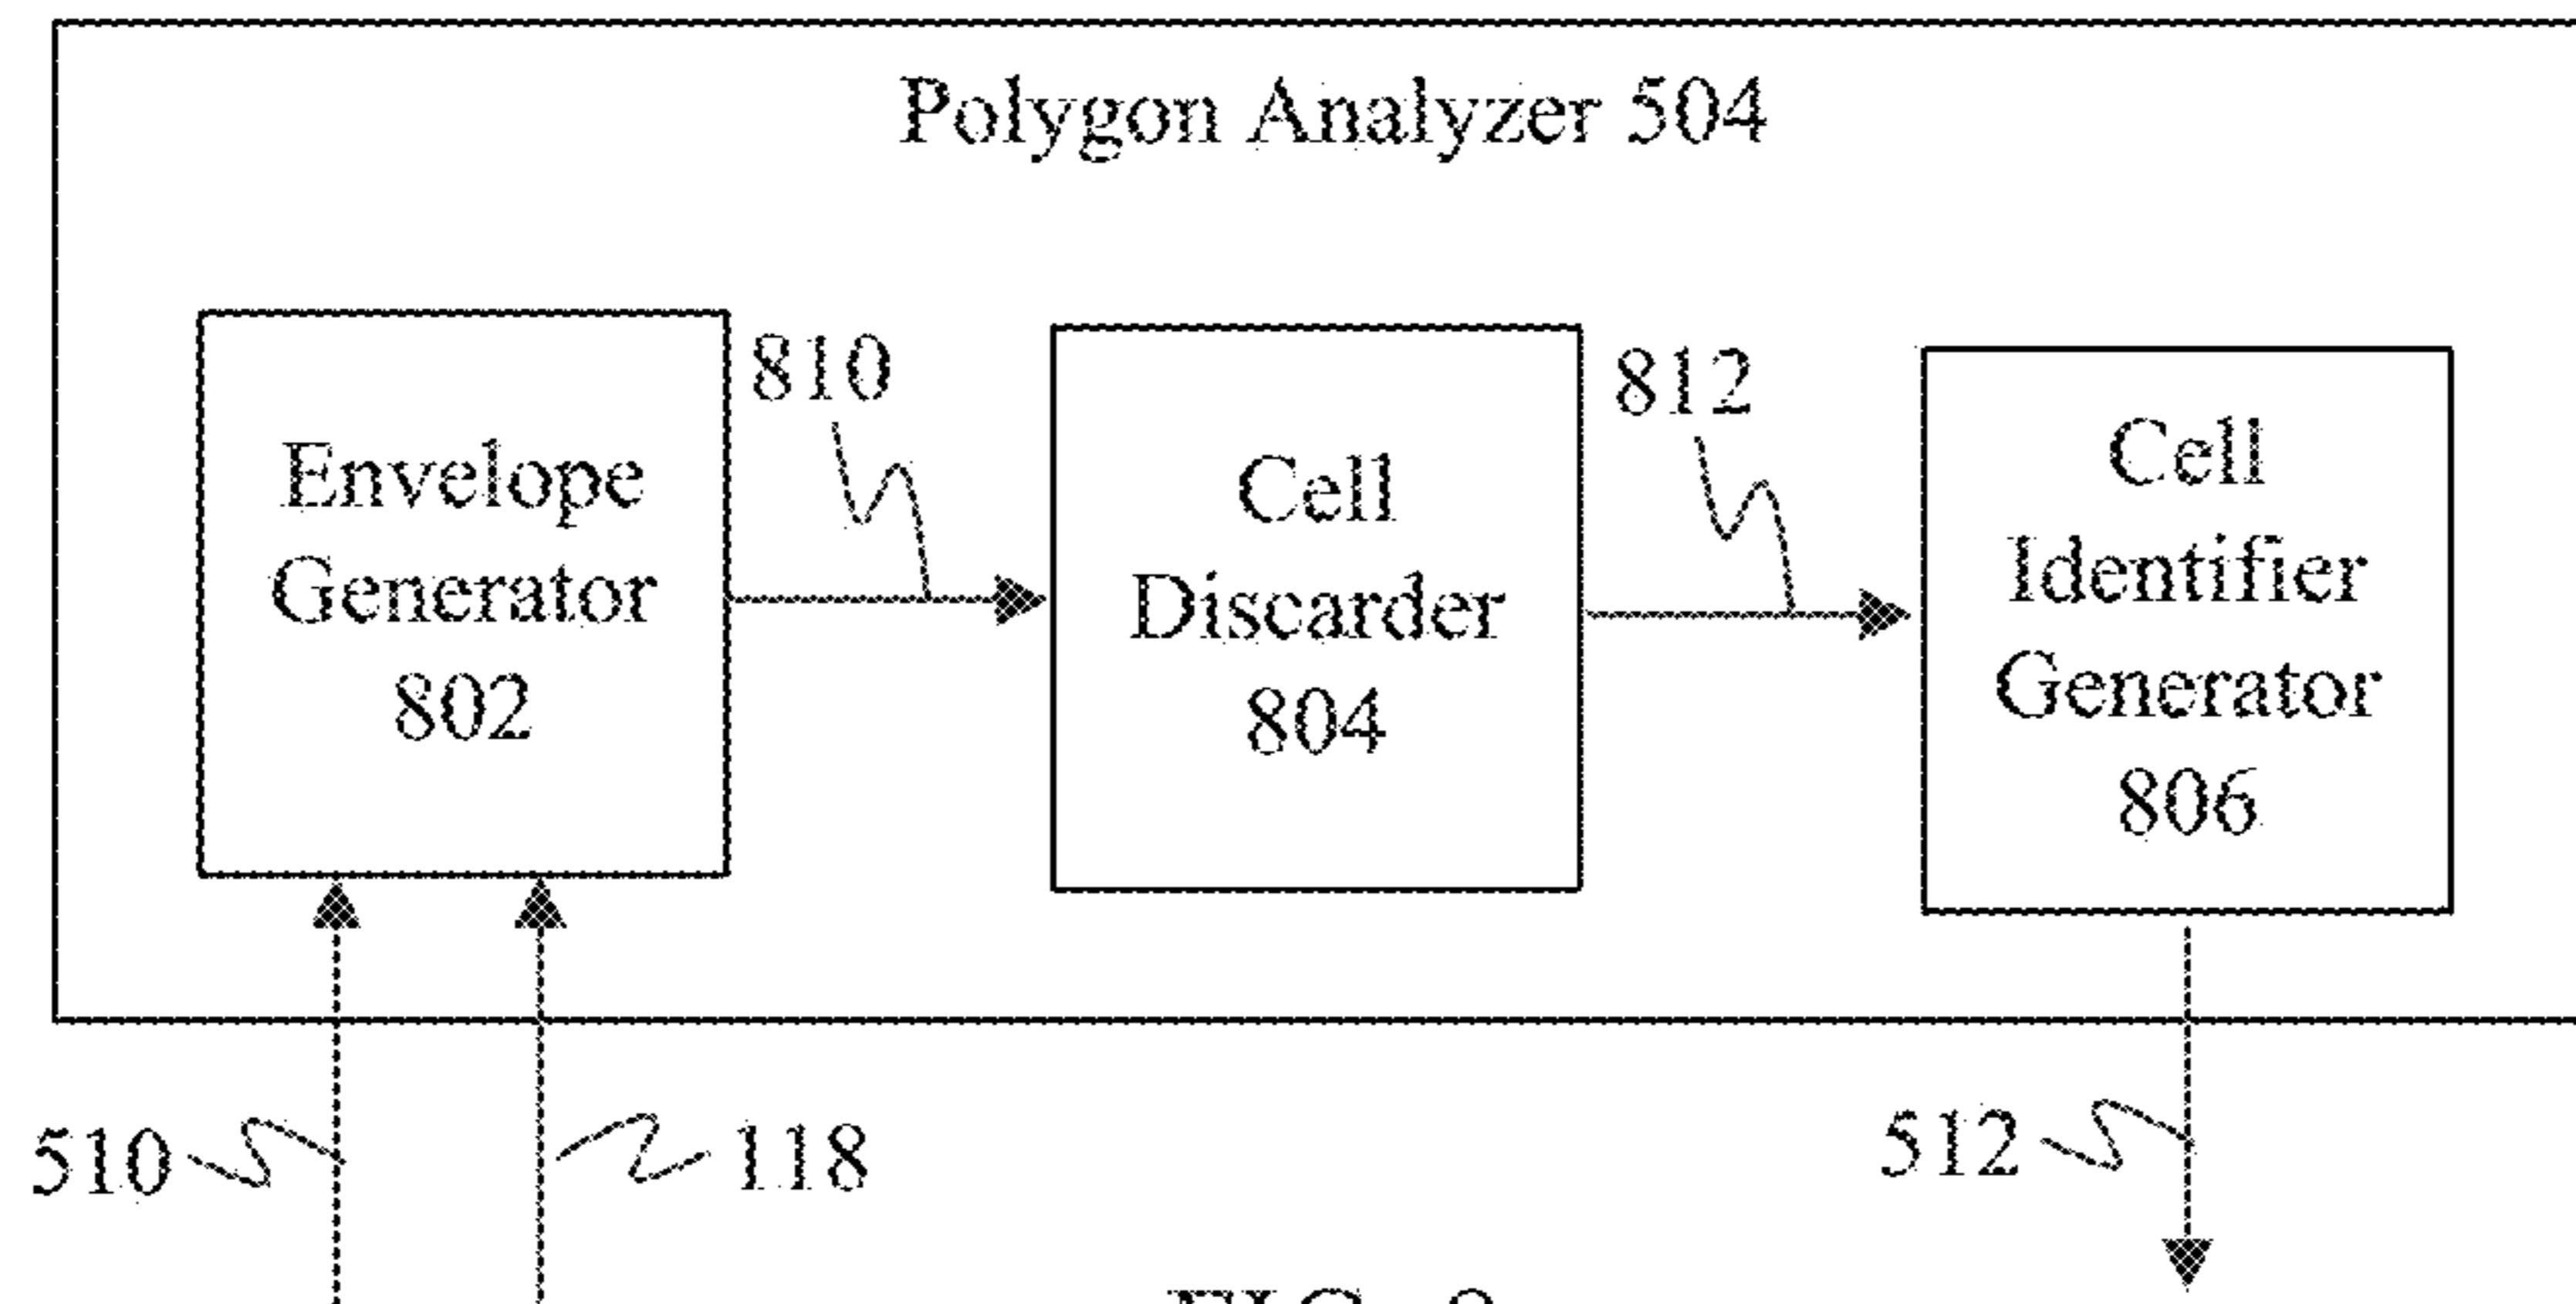 Polygon Analyzer 504
810
812
Envelope
Generator
802
Cell
Discarder
804
Cell
Identifier
Generator
806
510
118
512